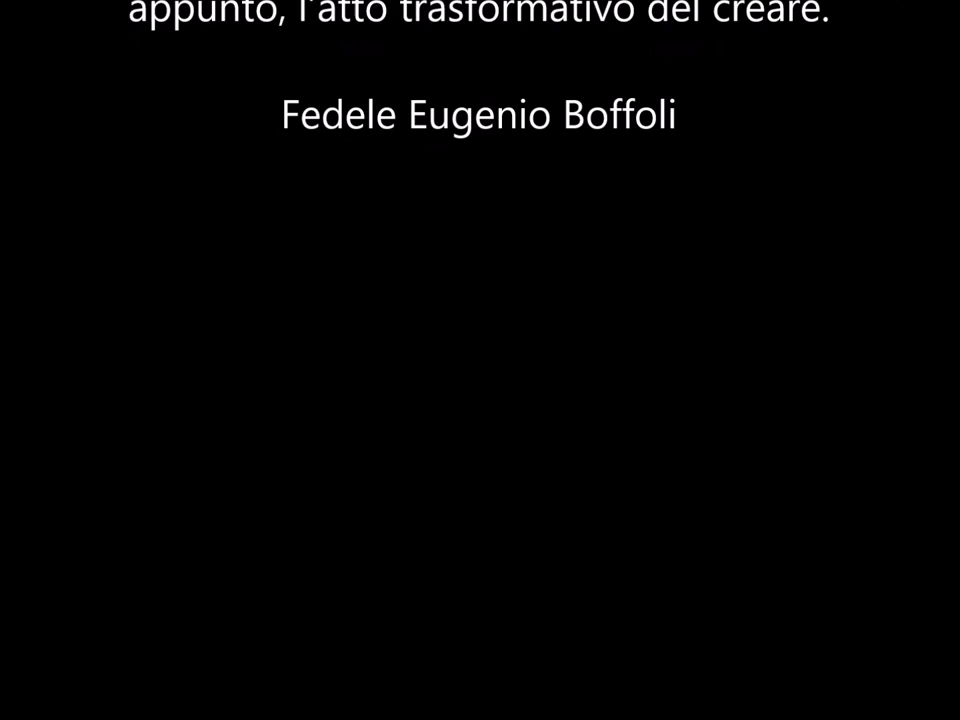 appunto, l'atto trasformativo del creare.
Fedele Eugenio Boffoli